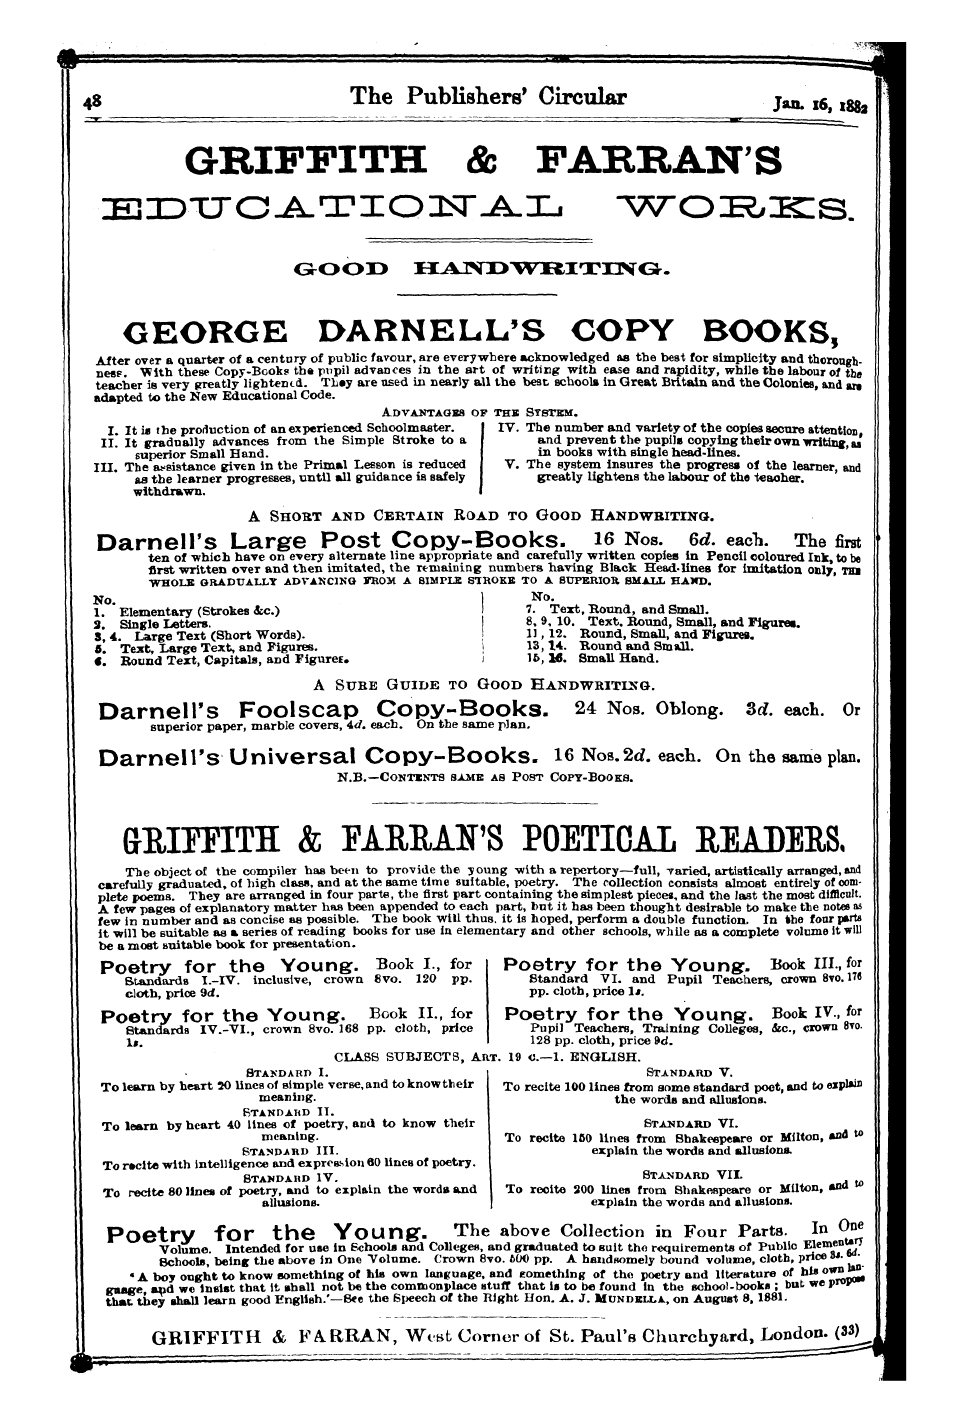 48 The Publishers' Circular Jan. 16, 1882
GRIFFITH & FARRAN'S
EDUCATIONAL WORKS.
GOOD HANDWRITING.
GEORGE DARNELL'S COPY BOOKS,
After over a quarter of a century of public favour, are everywhere acknowledged as the best for simplicity and thorough-
ness. With these Copy-Books the pupil advances in the art of writing with ease and rapidity, while the labour of the
teacher is very greatly lightened. They are used in nearly all the best schools in Great Britain and the Colonies, and are
adapted to the New Educational Code.
ADVANTAGES OF THE SYSTEM.
I. It is the production of an experienced Schoolmaster.
II. It gradually advances from the Simple Stroke to a
superior Small Hand.
III. The assistance given in the Primal Lesson is reduced
as the learner progresses, until all guidance is safely
withdrawn.
IV. The number and variety of the copies secure attention,
and prevent the pupils copying their own writing, as
in books with single head-lines.
V. The system insures the progress of the learner, and
greatly lightens the labour of the teacher.
A SHORT AND CERTAIN ROAD TO GOOD HANDWRITING.
Darnell's Large Post Copy-Books. 16 Nos. 6d. each. The first
ten of which have on every alternate line appropriate and carefully written copies in Pencil coloured Ink, to be
first written over and then imitated, the remaining numbers having Black Head-lines for imitation only, THE
WHOLE GRADUALLY ADVANCING FROM A SIMPLE STROKE TO A SUPERIOR SMALL HAND.
No.
1. Elementary (Strokes &c.)
2. Single Letters.
3, 4. Large Text (Short Words).
5. Text, Large Text, and Figures.
6. Round Text, Capitals, and Figures.
No.
7. Text, Round, and Small.
8, 9, 10. Text, Round, Small, and Figures.
11, 12. Round, Small, and Figures.
13, 14. Round and Small.
15, 16. Small Hand.
A SURE GUIDE TO GOOD HANDWRITING.
Darnell's Foolscap Copy-Books. 24 Nos. Oblong. 3d. each. Or
superior paper, marble covers, 4d. each. On the same plan.
Darnell's Universal Copy-Books. 16 Nos. 2d. each. On the same plan.
N.B.—CONTENTS SAME AS POST COPY-BOOKS.
GRIFFITH & FARRAN'S POETICAL READERS.
The object of the compiler has been to provide the young with a repertory—full, varied, artistically arranged, and
carefully graduated, of high class, and at the same time suitable, poetry. The collection consists almost entirely of com-
plete poems. They are arranged in four parts, the first part containing the simplest pieces, and the last the most difficult.
A few pages of explanatory matter has been appended to each part, but it has been thought desirable to make the notes as
few in number and as concise as possible. The book will thus, it is hoped, perform a double function. In the four parts
it will be suitable as a series of reading books for use in elementary and other schools, while as a complete volume it will
be a most suitable book for presentation.
Poetry for the Young. Book I., for
Standards I.-IV. inclusive, crown 8vo. 120 pp.
cloth, price 9d.
Poetry for the Young. Book II., for
Standards IV.-VI., crown 8vo. 168 pp. cloth, price
1s.
Poetry for the Young. Book III., for
Standard VI. and Pupil Teachers, crown 8vo. 176
pp. cloth, price 1s.
Poetry for the Young. Book IV., for
Pupil Teachers, Training Colleges, &c., crown 8vo.
128 pp. cloth, price 9d.
CLASS SUBJECTS, ART. 19 C.—1. ENGLISH.
STANDARD I.
To learn by heart 20 lines of simple verse, and to know their
meaning.
STANDARD II.
To learn by heart 40 lines of poetry, and to know their
meaning.
STANDARD III.
To recite with intelligence and expression 60 lines of poetry.
STANDARD IV.
To recite 80 lines of poetry, and to explain the words and
allusions.
STANDARD V.
To recite 100 lines from some standard poet, and to explain
the words and allusions.
STANDARD VI.
To recite 150 lines from Shakespeare or Milton, and to
explain the words and allusions.
STANDARD VII.
To recite 200 lines from Shakespeare or Milton, and to
explain the words and allusions.
Poetry for the Young. The above Collection in Four Parts. In One
Volume. Intended for use in Schools and Colleges, and graduated to suit the requirements of Public Elementary
Schools, being the above in One Volume. Crown 8vo. 600 pp. A handsomely bound volume, cloth, price 3s. 6d.
'A boy ought to know something of his own language, and something of the poetry and literature of his own lan-
guage, and we insist that it shall not be the commonplace stuff that is to be found in the school-books; but we propose
that they shall learn good English.'—See the Speech of the Right Hon. A. J. MUNDELLA, on August 8, 1881.
GRIFFITH & FARRAN, West Corner of St. Paul's Churchyard, London. (33)